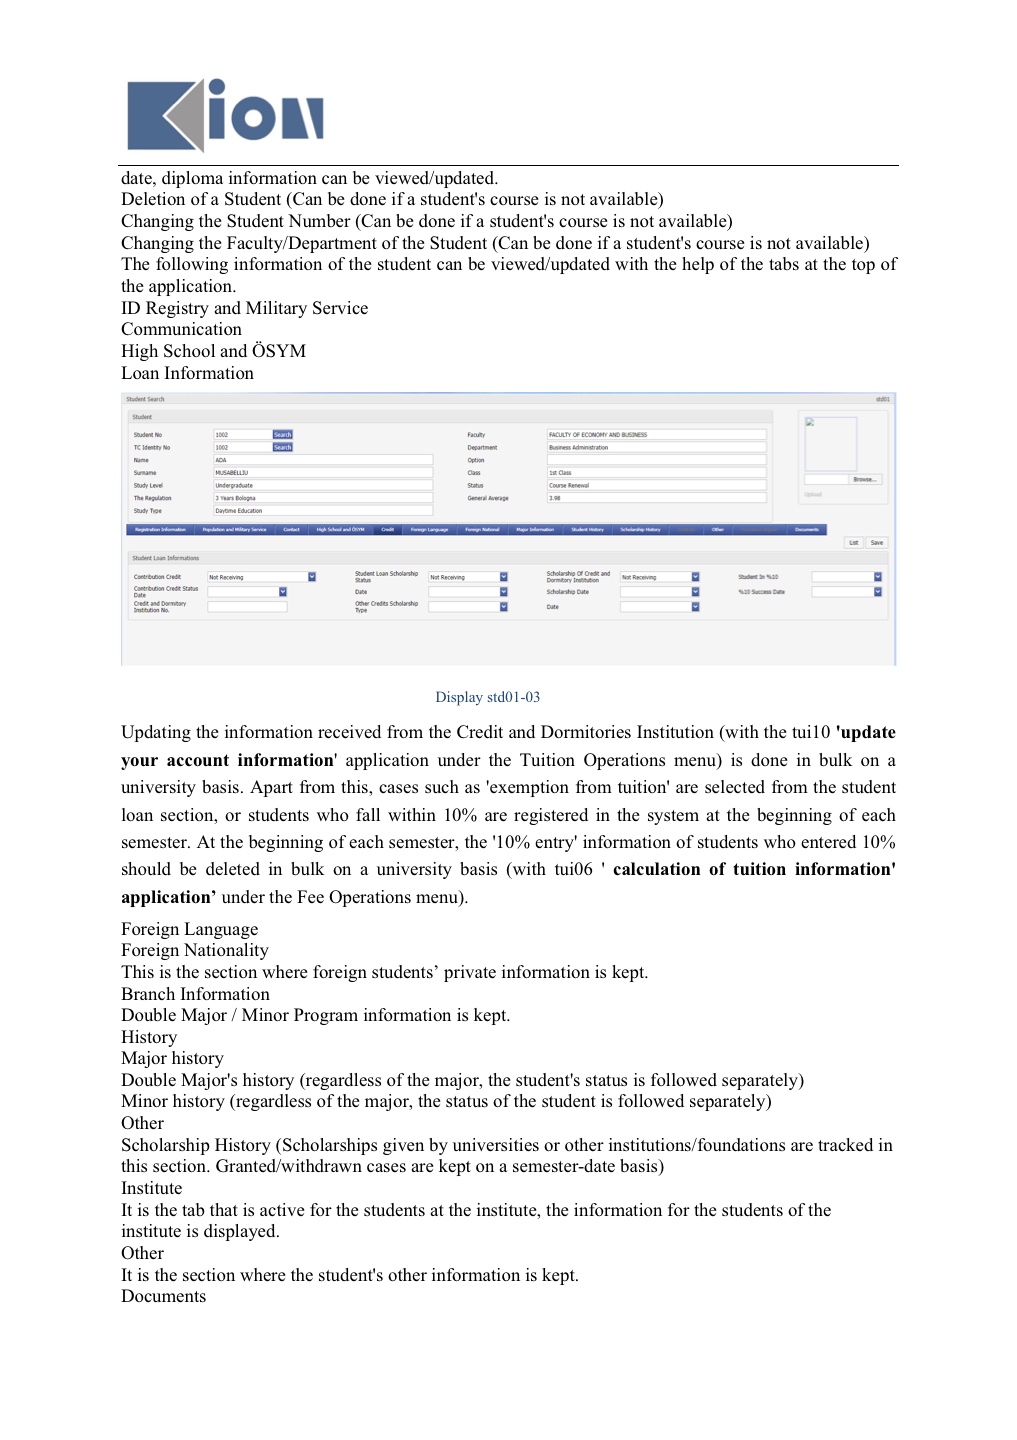 Kion
date, diploma information can be viewed/updated.
Deletion of a Student (Can be done if a student's course is not available)
Changing the Student Number (Can be done if a student's course is not available)
Changing the Faculty/Department of the Student (Can be done if a student's course is not available)
The following information of the student can be viewed/updated with the help of the tabs at the top of
the application.
ID Registry and Military Service
Communication
High School and ÖSYM
Loan Information
Student Search std01
Student
Student No 1002 Search Faculty FACULTY OF ECONOMY AND BUSINESS
TC Identity No 1002 Search Department Business Administration
Name ADA Option
Surname MUSABELLIU Class 1st Class
Study Level Undergraduate Status Course Renewal
The Regulation 3 Years Bologna General Average 3.98
Study Type Daytime Education
Browse...
Upload
Registration Information Population and Military Service Contact High School and ÖSYM Credit Foreign Language Foreign National Major Information Student History Scholarship History Other Documents
List Save
Student Loan Informations
Contribution Credit Not Receiving Student Loan Scholarship Status Not Receiving Scholarship Of Credit and Dormitory Institution Not Receiving Student In %10
Contribution Credit Status Date Date Scholarship Date %10 Success Date
Credit and Dormitory Institution No. Other Credits Scholarship Type Date
Display std01-03
Updating the information received from the Credit and Dormitories Institution (with the tui10 'update
your account information' application under the Tuition Operations menu) is done in bulk on a
university basis. Apart from this, cases such as 'exemption from tuition' are selected from the student
loan section, or students who fall within 10% are registered in the system at the beginning of each
semester. At the beginning of each semester, the '10% entry' information of students who entered 10%
should be deleted in bulk on a university basis (with tui06 ' calculation of tuition information'
application’ under the Fee Operations menu).
Foreign Language
Foreign Nationality
This is the section where foreign students’ private information is kept.
Branch Information
Double Major / Minor Program information is kept.
History
Major history
Double Major's history (regardless of the major, the student's status is followed separately)
Minor history (regardless of the major, the status of the student is followed separately)
Other
Scholarship History (Scholarships given by universities or other institutions/foundations are tracked in
this section. Granted/withdrawn cases are kept on a semester-date basis)
Institute
It is the tab that is active for the students at the institute, the information for the students of the
institute is displayed.
Other
It is the section where the student's other information is kept.
Documents